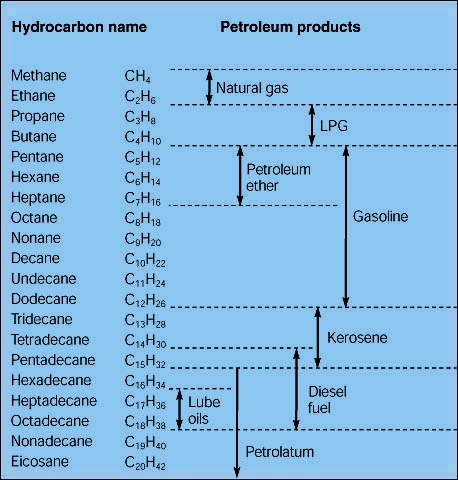 Hydrocarbon name Petroleum products
Methane CH₄
Ethane C₂H₆ Natural gas
Propane C₃H₈
Butane C₄H₁₀ LPG
Pentane C₅H₁₂
Hexane C₆H₁₄ Petroleum
Heptane C₇H₁₆ ether
Octane C₈H₁₈ Gasoline
Nonane C₉H₂₀
Decane C₁₀H₂₂
Undecane C₁₁H₂₄
Dodecane C₁₂H₂₆
Tridecane C₁₃H₂₈
Tetradecane C₁₄H₃₀ Kerosene
Pentadecane C₁₅H₃₂
Hexadecane C₁₆H₃₄ Diesel
Heptadecane C₁₇H₃₆ Lube fuel
Octadecane C₁₈H₃₈ oils
Nonadecane C₁₉H₄₀ Petrolatum
Eicosane C₂₀H₄₂